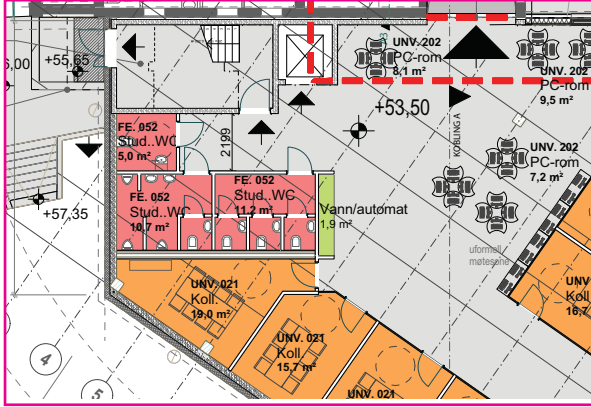 UNV. 202
PC-rom
8,1 m²
+55,65
6,00
UNV. 202
PC-rom
9,5 m²
+53,50
FE. 052
Stud..WC
5,0 m²
2199
KOBLING A
UNV. 202
PC-rom
7,2 m²
FE. 052
Stud..WC
11,2 m²
FE. 052
Stud..WC
10,7 m²
Vann/automat
1,9 m²
+57,35
uformell
møtesone
UNV. 021
Koll.
19,0 m²
UNV
Koll
16,7
UNV. 021
Koll.
15,7 m²
4
5
UNV. 021